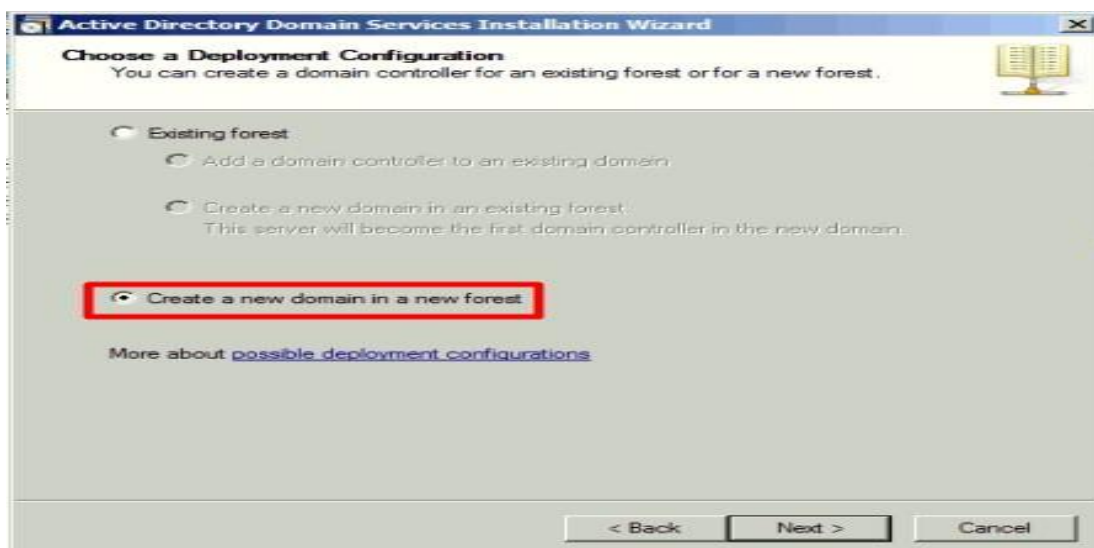 Active Directory Domain Services Installation Wizard
Choose a Deployment Configuration
You can create a domain controller for an existing forest or for a new forest.
Existing forest
Add a domain controller to an existing domain
Create a new domain in an existing forest
This server will become the first domain controller in the new domain.
Create a new domain in a new forest
More about possible deployment configurations
< Back
Next >
Cancel